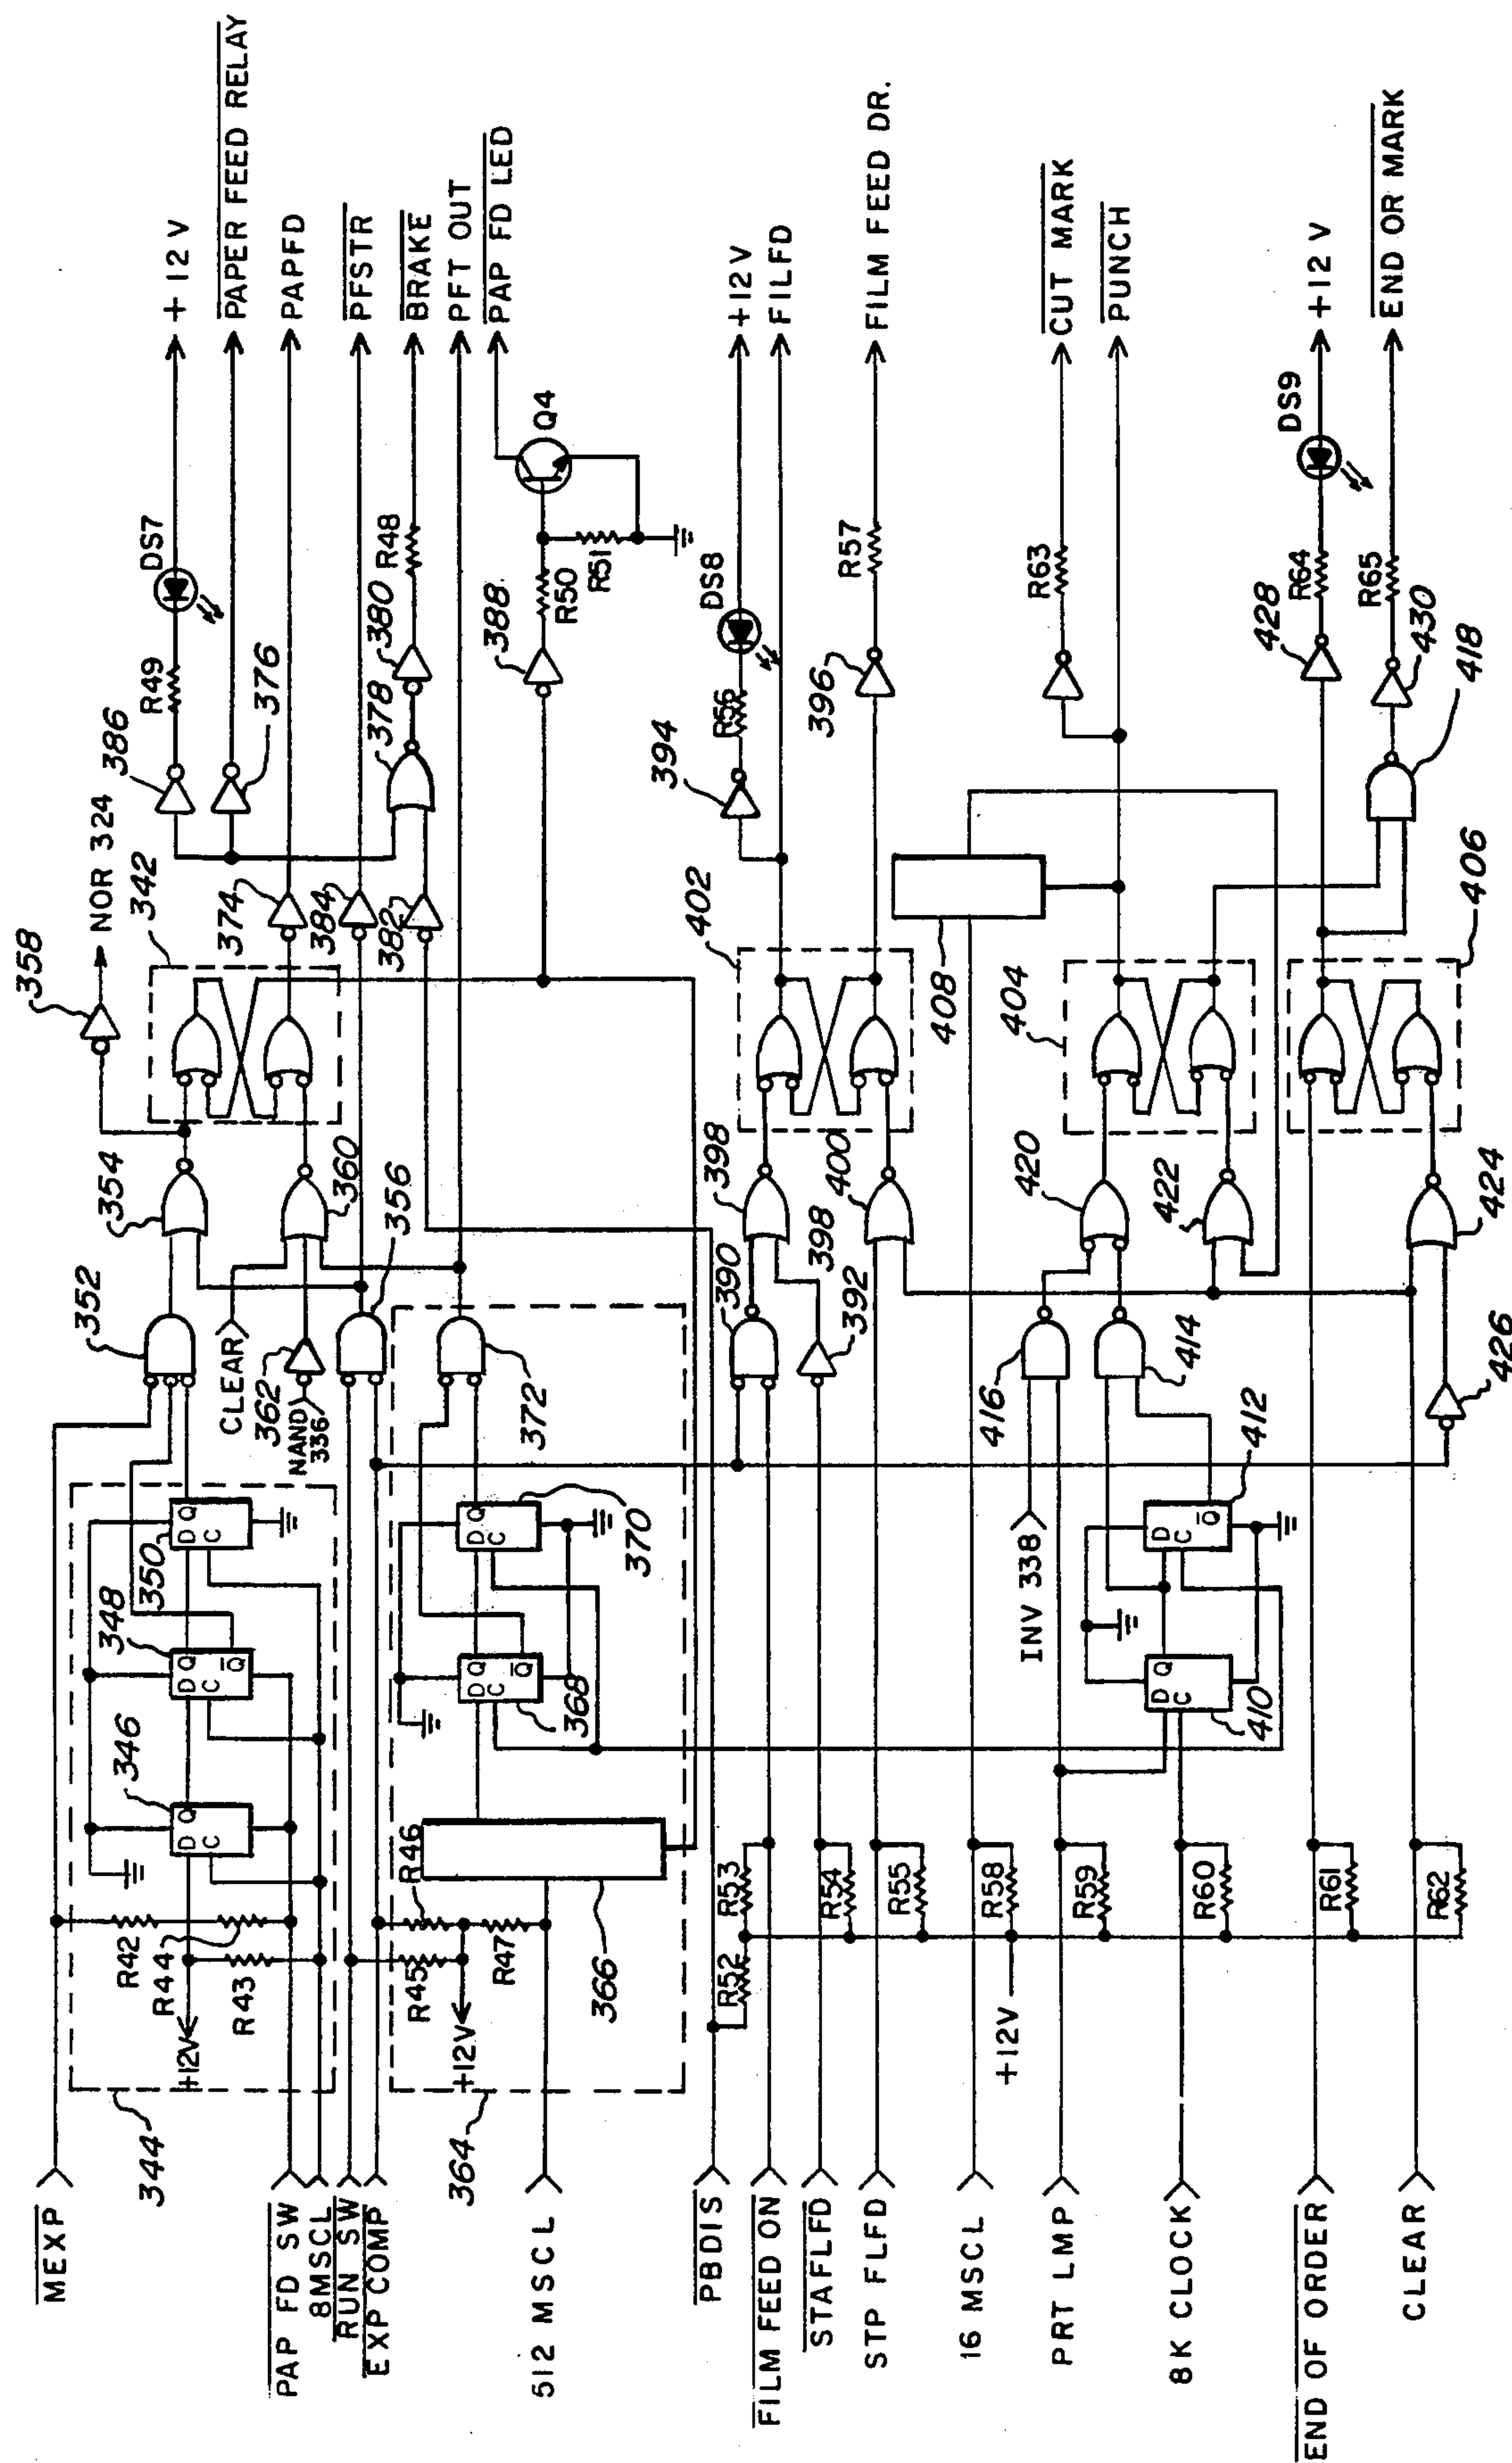 MEXP
PAP FD SW
8MSCL
RUN SW
EXP COMP
512 MSCL
PBDIS
FILM FEED ON
STAFLFD
STP FLFD
16 MSCL
PRT LMP
8K CLOCK
END OF ORDER
CLEAR
344
+12V
R42
R44
R43
346
D Q
C
348
D Q
C Q
350
D Q
C
352
CLEAR
362
NAND
336
354
360
356
358
NOR 324
342
374
384
382
386
R49
DS7
+12V
376
PAPER FEED RELAY
PAPFD
PFSTR
378
380
R48
BRAKE
PFT OUT
388
R50
R51
Q4
PAP FD LED
364
+12V
R45
R46
R47
366
368
D Q
C Q
370
D Q
C
372
R52
R53
R54
R55
R58
R59
R60
R61
R62
+12V
390
392
398
398
400
402
394
R56
DS8
+12V
FILFD
396
R57
FILM FEED DR.
408
INV 338
416
414
410
D Q
C
412
D
C Q
420
422
404
R63
CUT MARK
PUNCH
426
424
406
428
R64
DS9
+12V
418
430
R65
END OR MARK